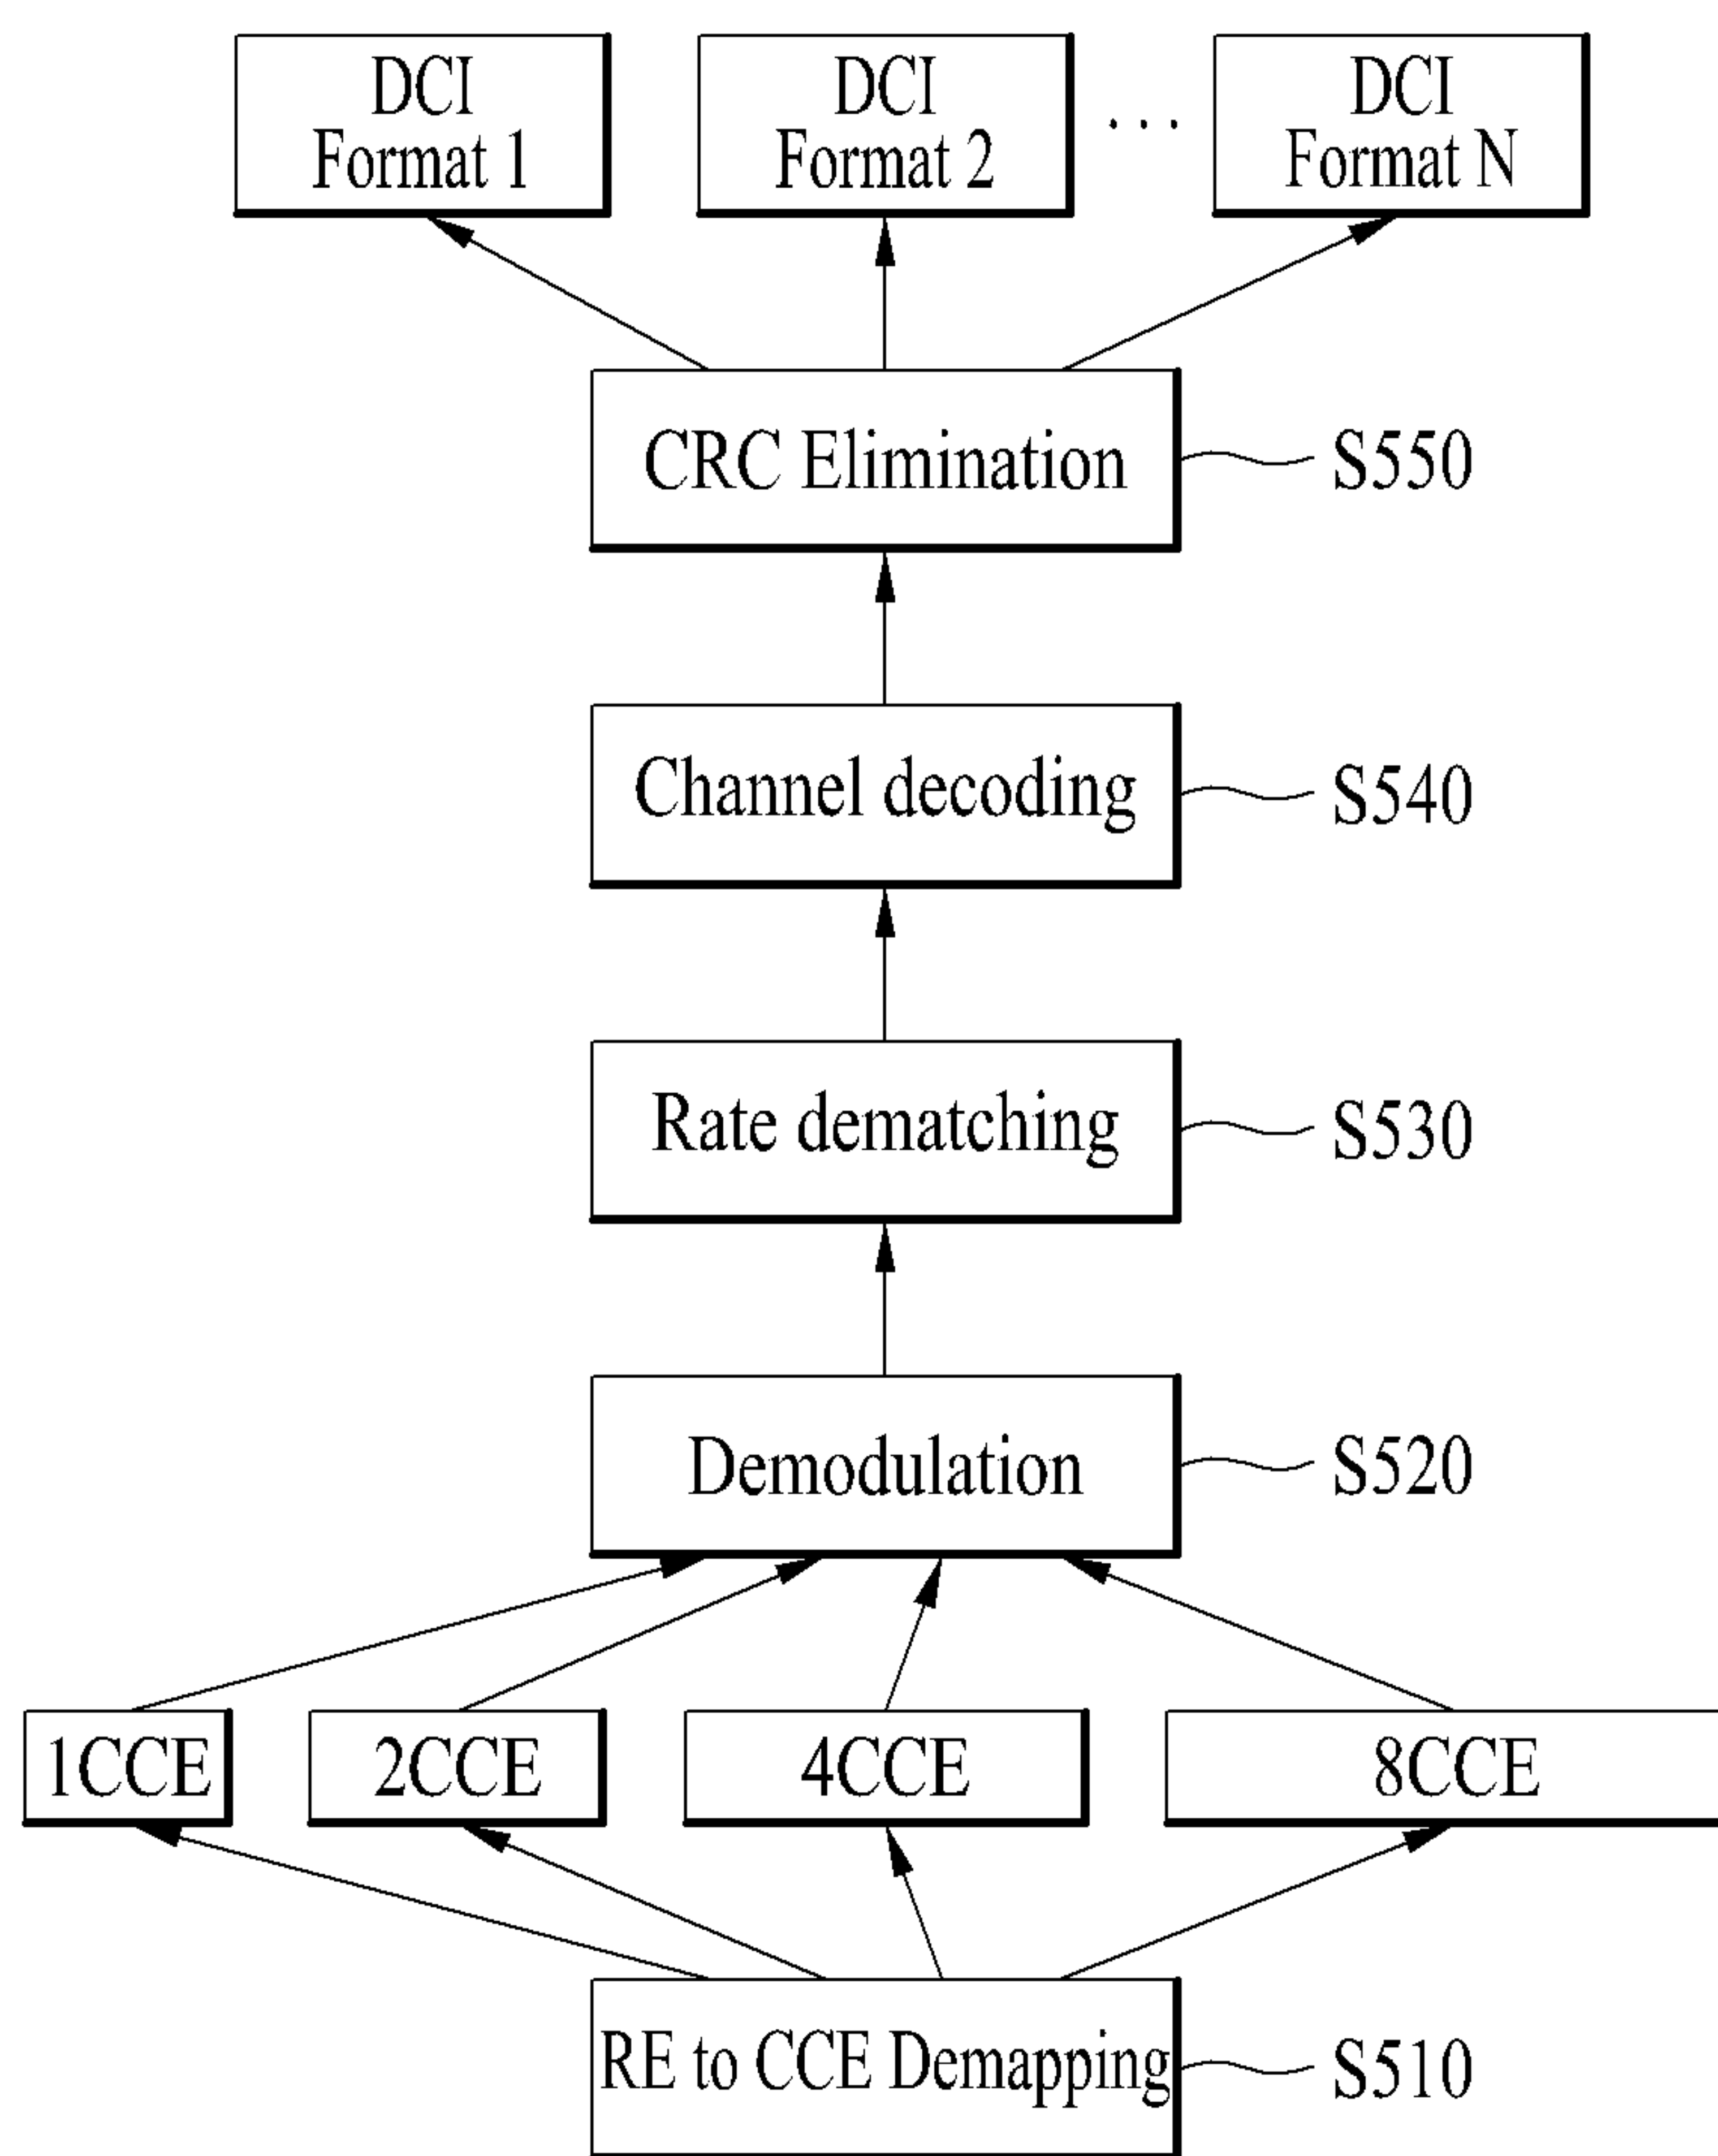 DCI DCI DCI
Format 1 Format 2 ... Format N
CRC Elimination S550
Channel decoding S540
Rate dematching S530
Demodulation S520
1CCE 2CCE 4CCE 8CCE
RE to CCE Demapping S510